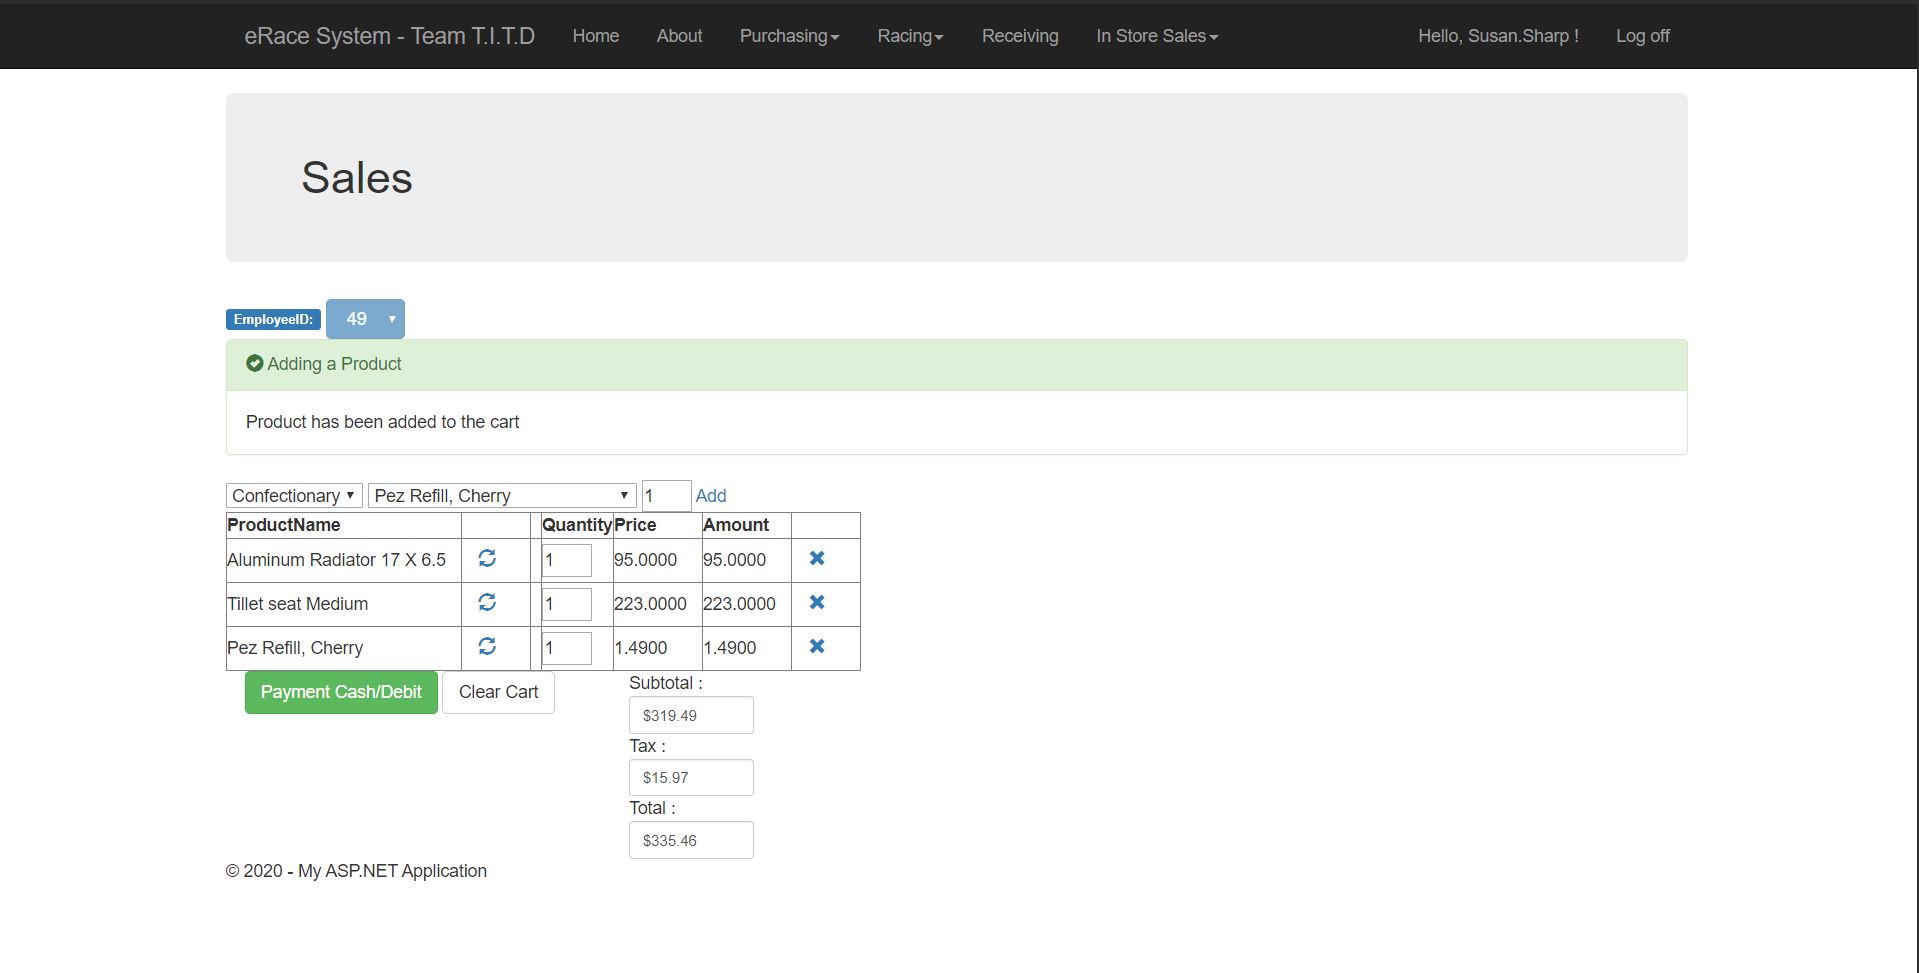 eRace System - Team T.I.T.D Home About Purchasing Racing Receiving In Store Sales Hello, Susan.Sharp ! Log off
Sales
EmployeeID: 49
Adding a Product
Product has been added to the cart
Confectionary Pez Refill, Cherry 1 Add
ProductName Quantity Price Amount
Aluminum Radiator 17 X 6.5 1 95.0000 95.0000
Tillet seat Medium 1 223.0000 223.0000
Pez Refill, Cherry 1 1.4900 1.4900
Payment Cash/Debit Clear Cart
Subtotal :
$319.49
Tax :
$15.97
Total :
$335.46
© 2020 - My ASP.NET Application